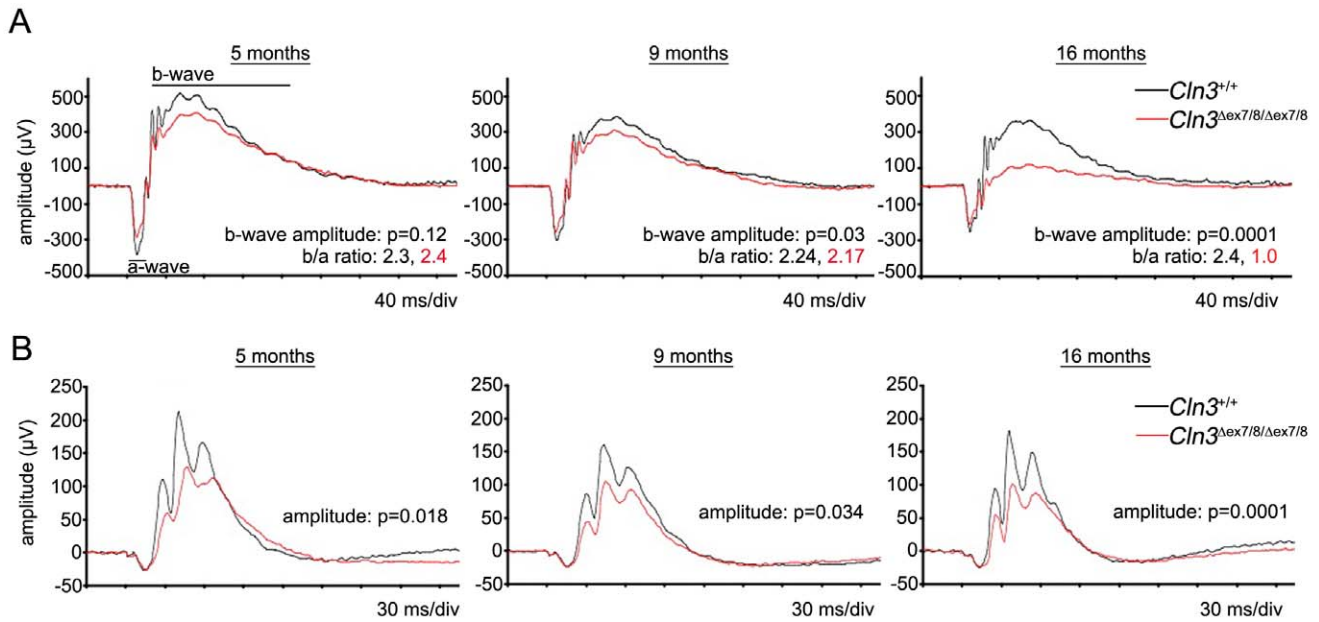 A
5 months
9 months
16 months
b-wave
Cln3+/+
Cln3Δex7/8/Δex7/8
amplitude (µV)
500
300
100
-100
-300
-500
a-wave
b-wave amplitude: p=0.12
b/a ratio: 2.3, 2.4
40 ms/div
500
300
100
-100
-300
-500
b-wave amplitude: p=0.03
b/a ratio: 2.24, 2.17
40 ms/div
500
300
100
-100
-300
-500
b-wave amplitude: p=0.0001
b/a ratio: 2.4, 1.0
40 ms/div
B
5 months
9 months
16 months
Cln3+/+
Cln3Δex7/8/Δex7/8
amplitude (µV)
250
200
150
100
50
0
-50
amplitude: p=0.018
30 ms/div
250
200
150
100
50
0
-50
amplitude: p=0.034
30 ms/div
250
200
150
100
50
0
-50
amplitude: p=0.0001
30 ms/div